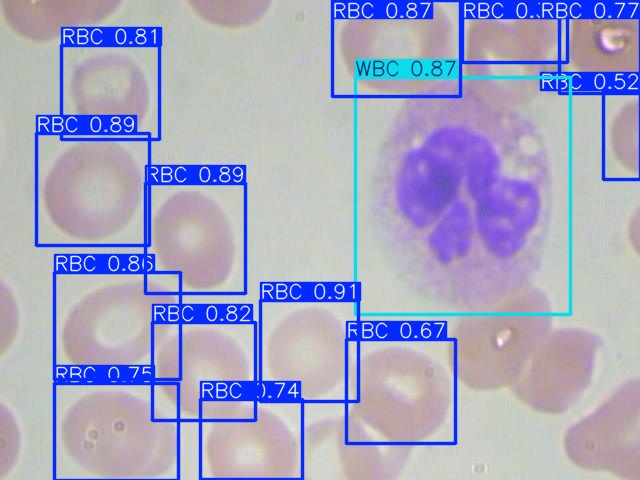 RBC 0.87
RBC 0.77
RBC 0.81
WBC 0.87
RBC 0.52
RBC 0.89
RBC 0.89
RBC 0.86
RBC 0.91
RBC 0.82
RBC 0.67
RBC 0.75
RBC 0.74